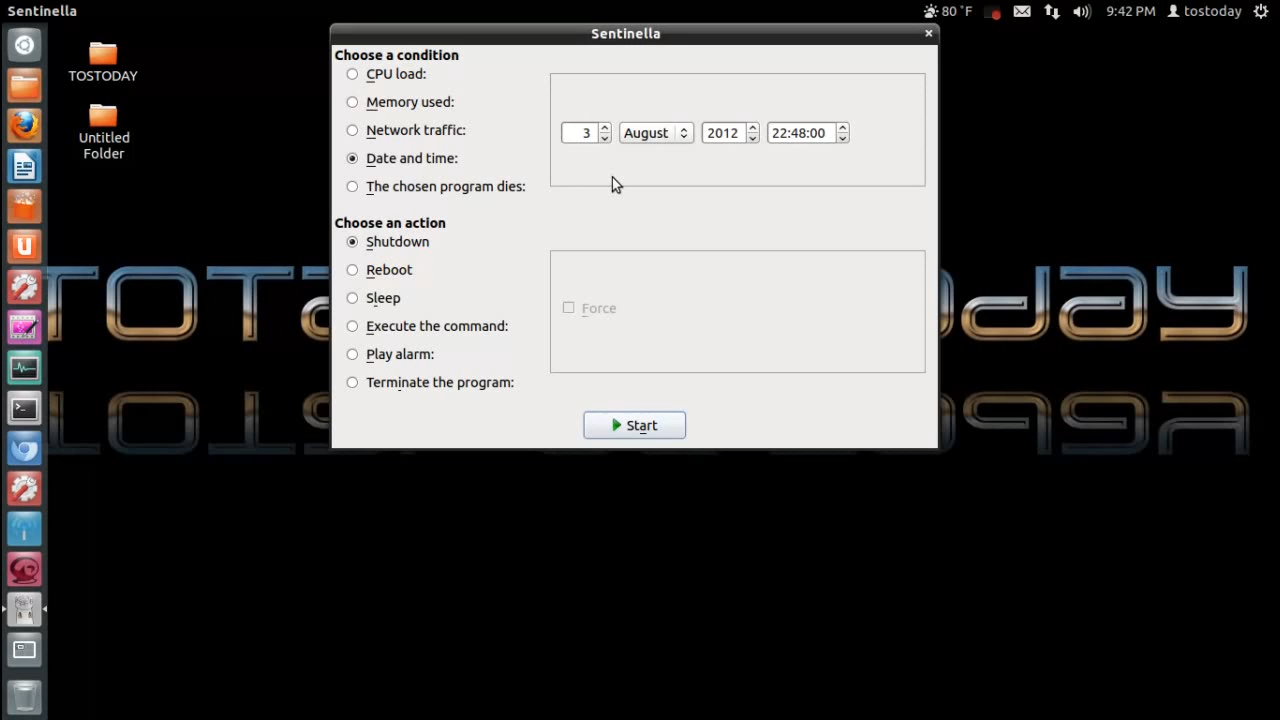 Sentinella
80 °F
9:42 PM
tostoday
TOSTODAY
Untitled
Folder
Sentinella
Choose a condition
CPU load:
Memory used:
Network traffic:
Date and time:
The chosen program dies:
3 August 2012 22:48:00
Choose an action
Shutdown
Reboot
Sleep
Execute the command:
Play alarm:
Terminate the program:
Force
Start